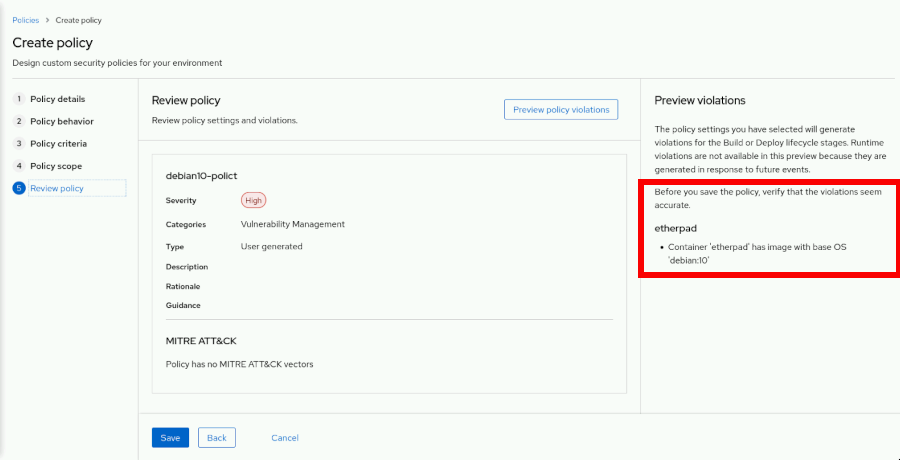 Policies > Create policy
Create policy
Design custom security policies for your environment
1 Policy details
2 Policy behavior
3 Policy criteria
4 Policy scope
5 Review policy
Review policy
Review policy settings and violations.
Preview policy violations
debian10-polict
Severity High
Categories Vulnerability Management
Type User generated
Description
Rationale
Guidance
MITRE ATT&CK
Policy has no MITRE ATT&CK vectors
Save Back Cancel
Preview violations
The policy settings you have selected will generate
violations for the Build or Deploy lifecycle stages. Runtime
violations are not available in this preview because they are
generated in response to future events.
Before you save the policy, verify that the violations seem
accurate.
etherpad
• Container 'etherpad' has image with base OS
'debian:10'